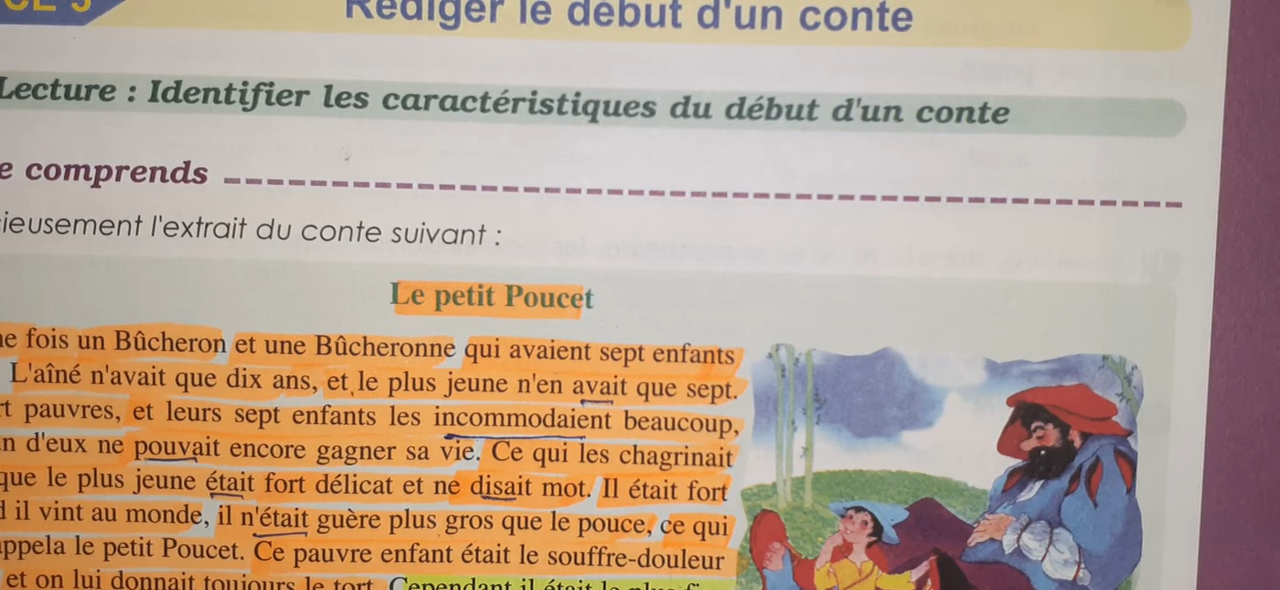 Rédiger le début d'un conte
Lecture : Identifier les caractéristiques du début d'un conte
comprends
l'extrait du conte suivant :
Le petit Poucet
fois un Bûcheron et une Bûcheronne qui avaient sept enfants
L'aîné n'avait que dix ans, et le plus jeune n'en avait que sept.
pauvres, et leurs sept enfants les incommodaient beaucoup,
d'eux ne pouvait encore gagner sa vie. Ce qui les chagrinait
que le plus jeune était fort délicat et ne disait mot. Il était fort
il vint au monde, il n'était guère plus gros que le pouce, ce qui
le petit Poucet. Ce pauvre enfant était le souffre-douleur
et on lui donnait toujours le tort. Cependant il était le plus